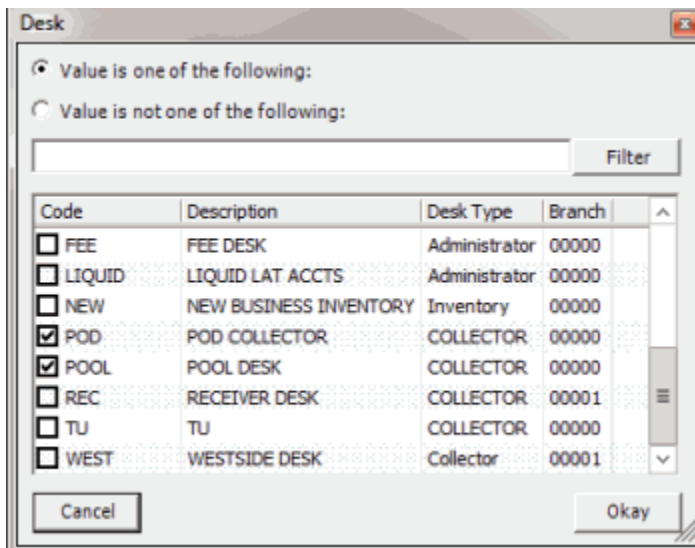 Desk
Value is one of the following:
Value is not one of the following:
Filter
Code Description Desk Type Branch
FEE FEE DESK Administrator 00000
LIQUID LIQUID LAT ACCTS Administrator 00000
NEW NEW BUSINESS INVENTORY Inventory 00000
POD POD COLLECTOR COLLECTOR 00000
POOL POOL DESK COLLECTOR 00000
REC RECEIVER DESK COLLECTOR 00001
TU TU COLLECTOR 00000
WEST WESTSIDE DESK Collector 00001
Cancel Okay